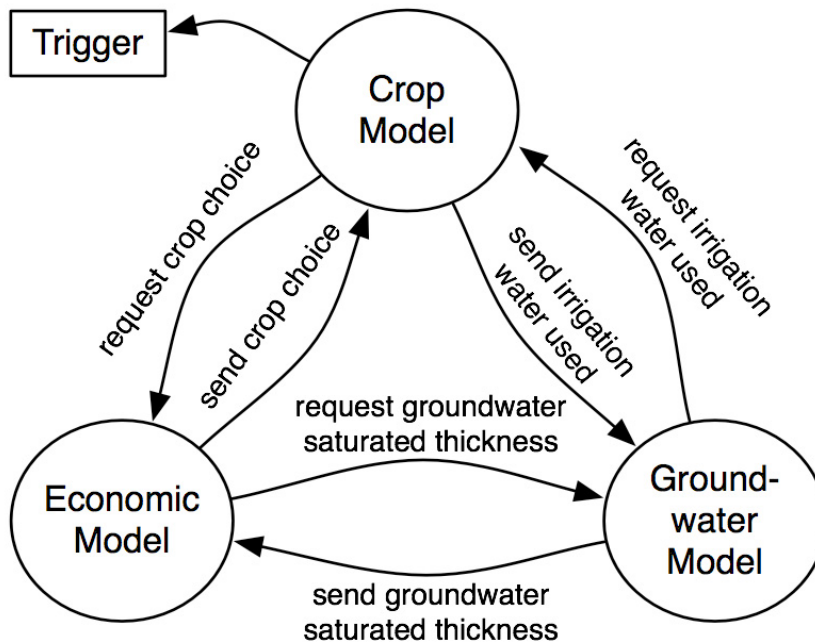 Trigger
Crop
Model
request crop choice
send crop choice
send irrigation
water used
request irrigation
water used
request groundwater
saturated thickness
Economic
Model
Ground-
water
Model
send groundwater
saturated thickness